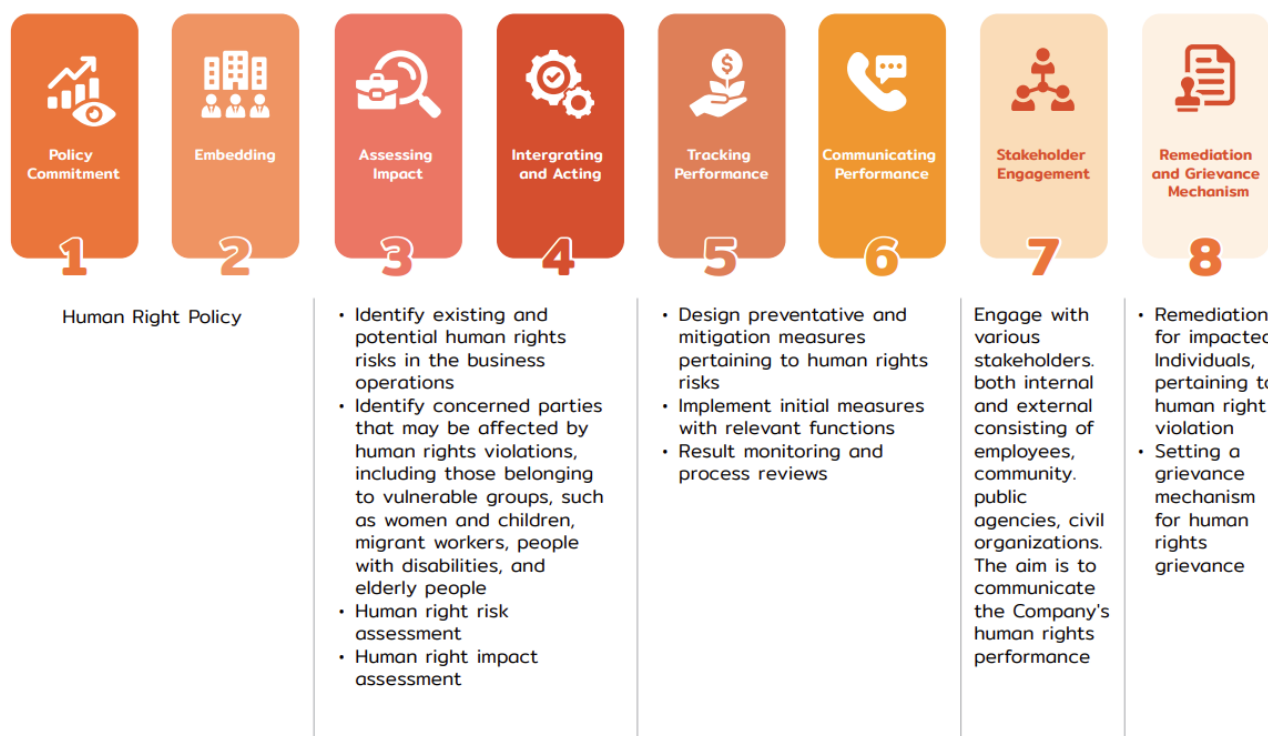 Policy
Commitment
1
Embedding
2
Assessing
Impact
3
Intergrating
and Acting
4
Tracking
Performance
5
Communicating
Performance
6
Stakeholder
Engagement
7
Remediation
and Grievance
Mechanism
8
Human Right Policy
• Identify existing and
potential human rights
risks in the business
operations
• Identify concerned parties
that may be affected by
human rights violations,
including those belonging
to vulnerable groups, such
as women and children,
migrant workers, people
with disabilities, and
elderly people
• Human right risk
assessment
• Human right impact
assessment
• Design preventative and
mitigation measures
pertaining to human rights
risks
• Implement initial measures
with relevant functions
• Result monitoring and
process reviews
Engage with
various
stakeholders.
both internal
and external
consisting of
employees,
community.
public
agencies, civil
organizations.
The aim is to
communicate
the Company's
human rights
performance
• Remediation
for impacted
Individuals,
pertaining to
human right
violation
• Setting a
grievance
mechanism
for human
rights
grievance